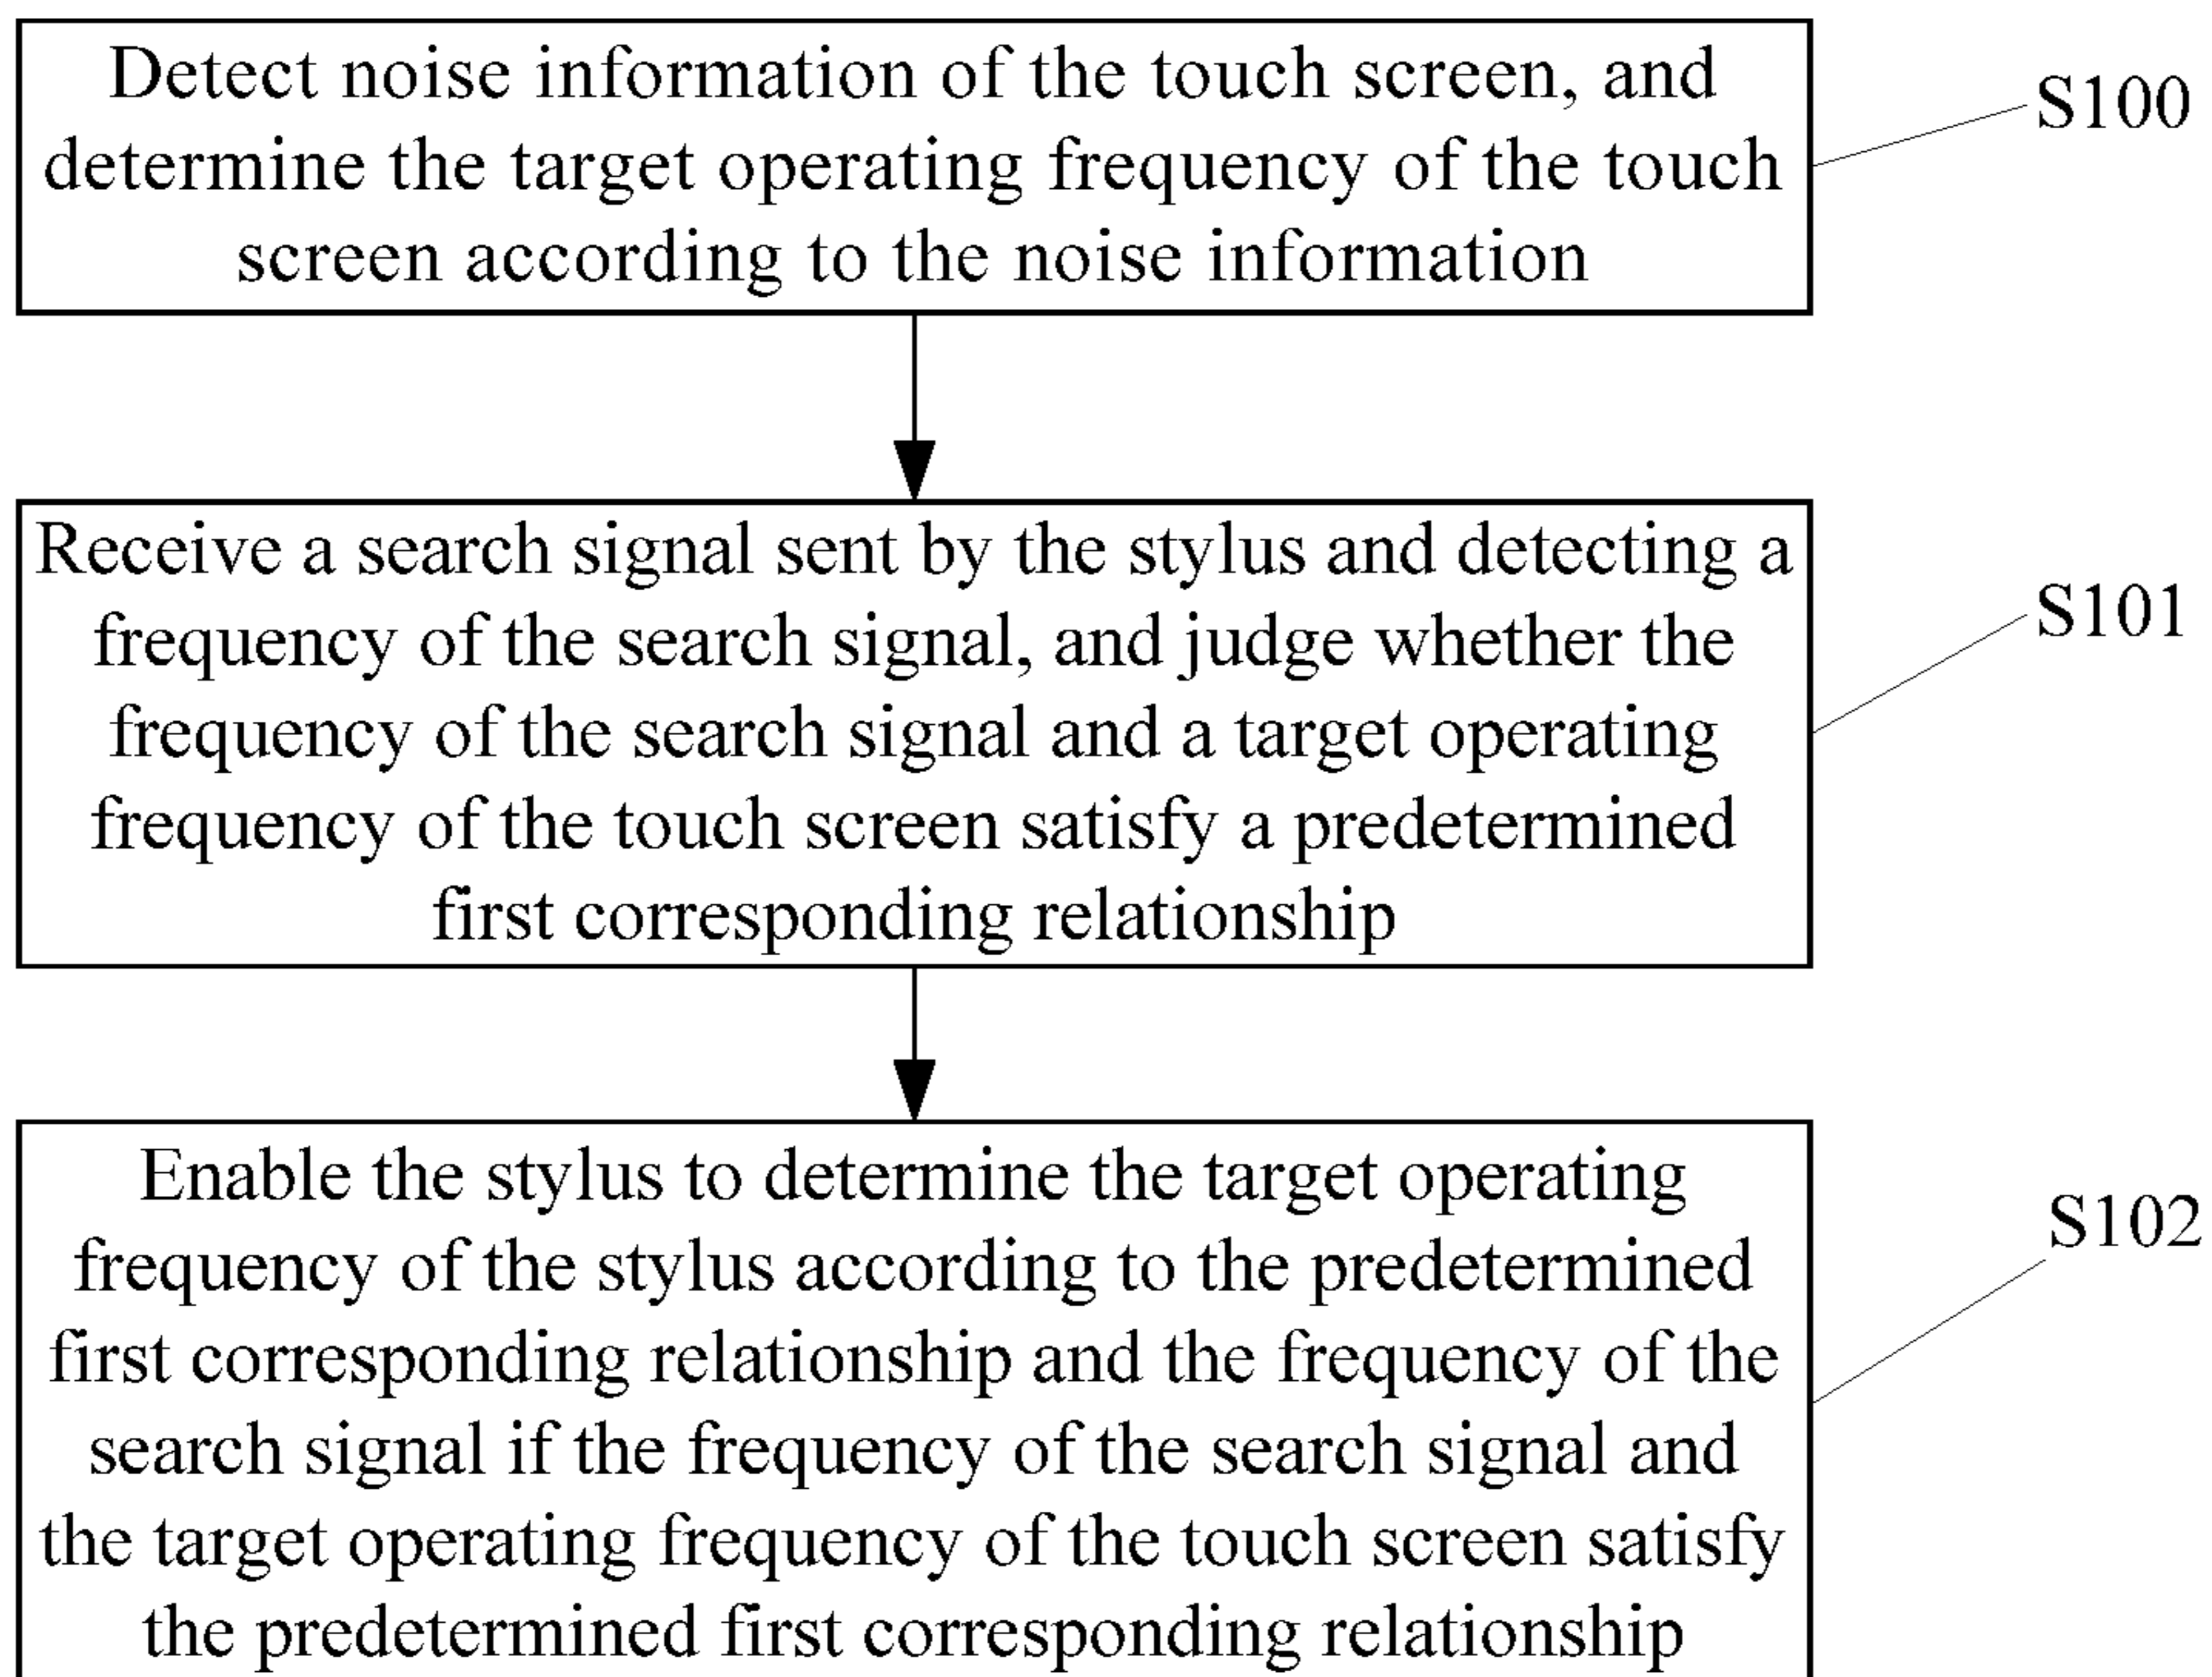 Detect noise information of the touch screen, and
determine the target operating frequency of the touch
screen according to the noise information
S100
Receive a search signal sent by the stylus and detecting a
frequency of the search signal, and judge whether the
frequency of the search signal and a target operating
frequency of the touch screen satisfy a predetermined
first corresponding relationship
S101
Enable the stylus to determine the target operating
frequency of the stylus according to the predetermined
first corresponding relationship and the frequency of the
search signal if the frequency of the search signal and
the target operating frequency of the touch screen satisfy
the predetermined first corresponding relationship
S102